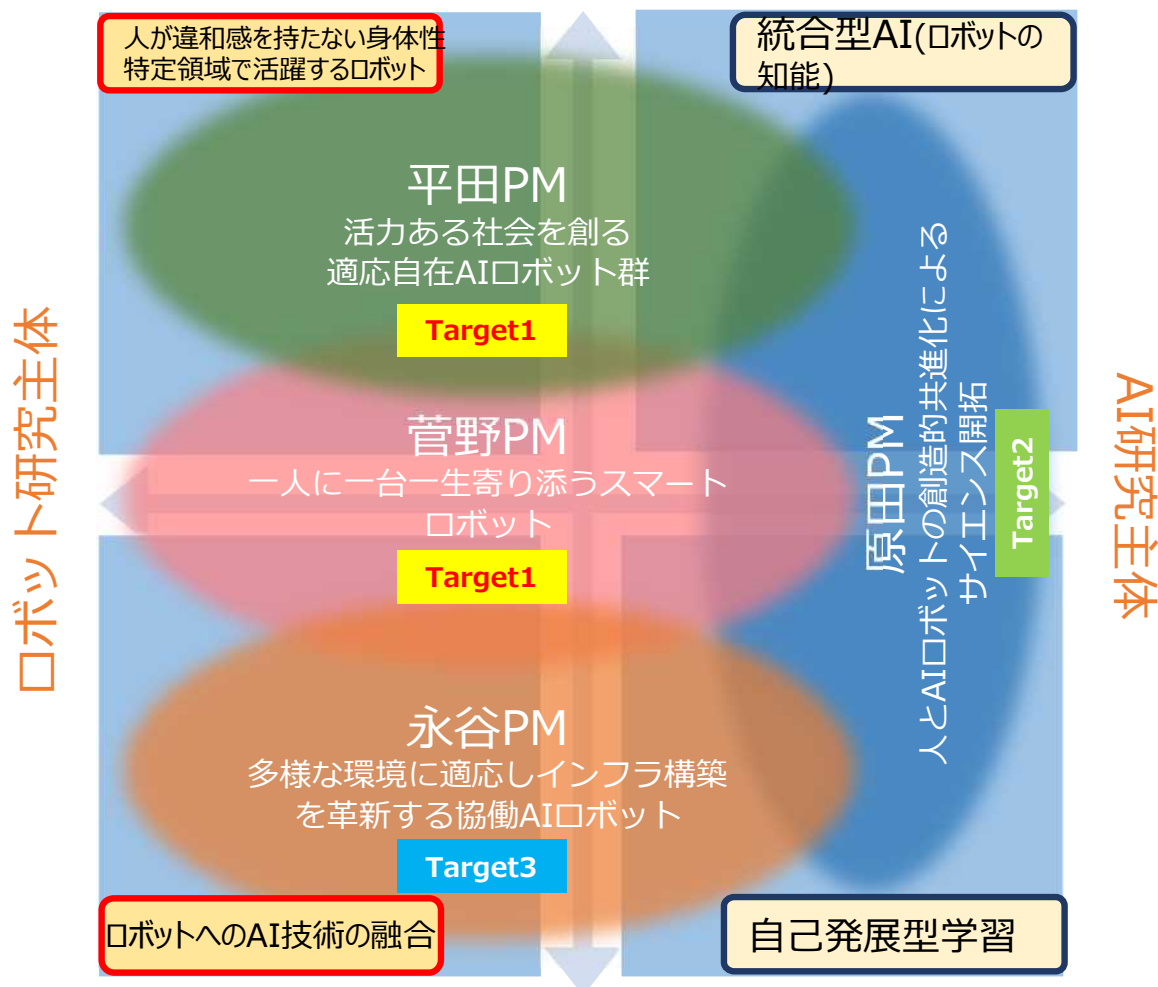 人が違和感を持たない身体性
特定領域で活躍するロボット
統合型AI(ロボットの
知能)
平田PM
活力ある社会を創る
適応自在AIロボット群
Target1
菅野PM
一人に一台一生寄り添うスマート
ロボット
Target1
永谷PM
多様な環境に適応しインフラ構築
を革新する協働AIロボット
Target3
原田PM
人とAIロボットの創造的共進化による
サイエンス開拓
Target2
ロボット研究主体
AI研究主体
ロボットへのAI技術の融合
自己発展型学習